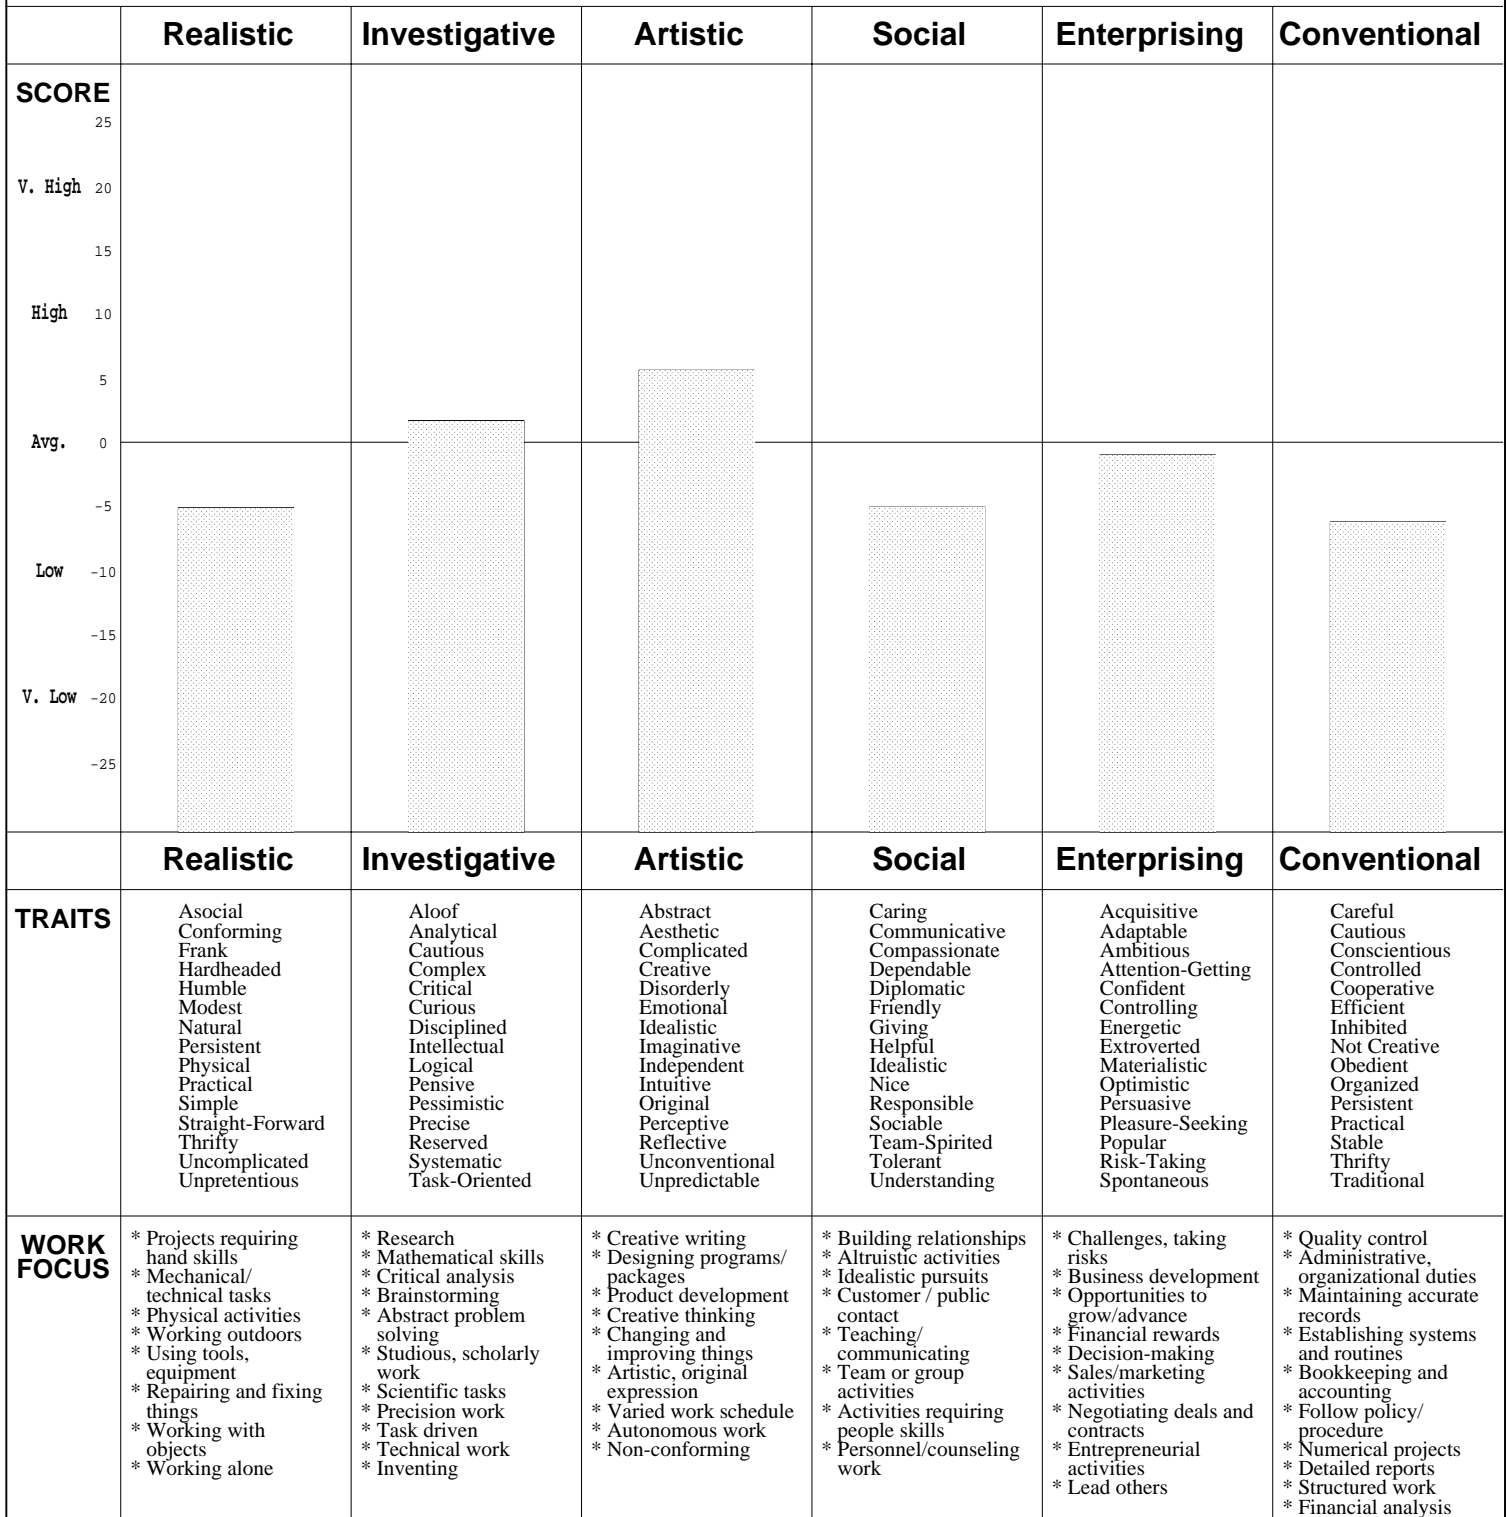 Realistic Investigative Artistic Social Enterprising Conventional
SCORE
25
V. High 20
15
High 10
5
Avg. 0
-5
Low -10
-15
V. Low -20
-25
Realistic Investigative Artistic Social Enterprising Conventional
TRAITS
Asocial
Conforming
Frank
Hardheaded
Humble
Modest
Natural
Persistent
Physical
Practical
Simple
Straight-Forward
Thrifty
Uncomplicated
Unpretentious
Aloof
Analytical
Cautious
Complex
Critical
Curious
Disciplined
Intellectual
Logical
Pensive
Pessimistic
Precise
Reserved
Systematic
Task-Oriented
Abstract
Aesthetic
Complicated
Creative
Disorderly
Emotional
Idealistic
Imaginative
Independent
Intuitive
Original
Perceptive
Reflective
Unconventional
Unpredictable
Caring
Communicative
Compassionate
Dependable
Diplomatic
Friendly
Giving
Helpful
Idealistic
Nice
Responsible
Sociable
Team-Spirited
Tolerant
Understanding
Acquisitive
Adaptable
Ambitious
Attention-Getting
Confident
Controlling
Energetic
Extroverted
Materialistic
Optimistic
Persuasive
Pleasure-Seeking
Popular
Risk-Taking
Spontaneous
Careful
Cautious
Conscientious
Controlled
Cooperative
Efficient
Inhibited
Not Creative
Obedient
Organized
Persistent
Practical
Stable
Thrifty
Traditional
WORK
FOCUS
* Projects requiring
hand skills
* Mechanical/
technical tasks
* Physical activities
* Working outdoors
* Using tools,
equipment
* Repairing and fixing
things
* Working with
objects
* Working alone
* Research
* Mathematical skills
* Critical analysis
* Brainstorming
* Abstract problem
solving
* Studious, scholarly
work
* Scientific tasks
* Precision work
* Task driven
* Technical work
* Inventing
* Creative writing
* Designing programs/
packages
* Product development
* Creative thinking
* Changing and
improving things
* Artistic, original
expression
* Varied work schedule
* Autonomous work
* Non-conforming
* Building relationships
* Altruistic activities
* Idealistic pursuits
* Customer / public
contact
* Teaching/
communicating
* Team or group
activities
* Activities requiring
people skills
* Personnel/counseling
work
* Challenges, taking
risks
* Business development
* Opportunities to
grow/advance
* Financial rewards
* Decision-making
* Sales/marketing
activities
* Negotiating deals and
contracts
* Entrepreneurial
activities
* Lead others
* Quality control
* Administrative,
organizational duties
* Maintaining accurate
records
* Establishing systems
and routines
* Bookkeeping and
accounting
* Follow policy/
procedure
* Numerical projects
* Detailed reports
* Structured work
* Financial analysis